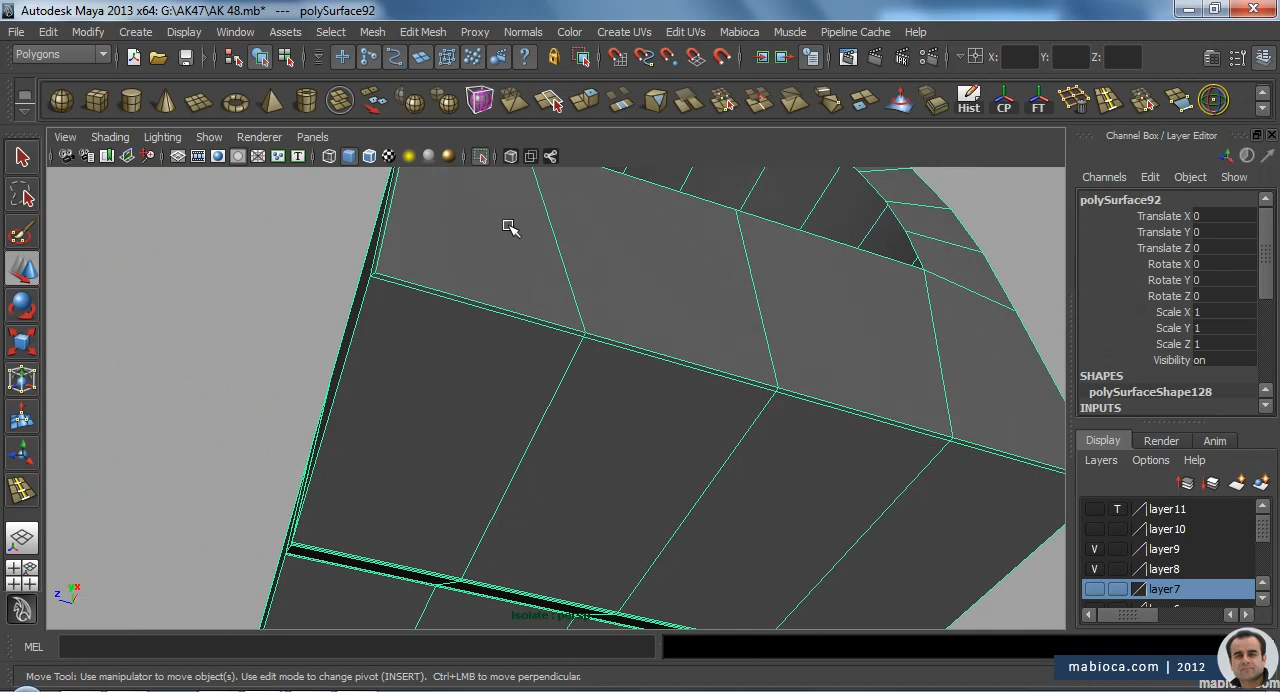 Autodesk Maya 2013 x64: G:\AK47\AK 48.mb* --- polySurface92
File Edit Modify Create Display Window Assets Select Mesh Edit Mesh Proxy Normals Color Create UVs Edit UVs Mabioca Muscle Pipeline Cache Help
Polygons X: Y: Z:
Hist CP FT
View Shading Lighting Show Renderer Panels
Channel Box / Layer Editor
Channels Edit Object Show
polySurface92
Translate X 0
Translate Y 0
Translate Z 0
Rotate X 0
Rotate Y 0
Rotate Z 0
Scale X 1
Scale Y 1
Scale Z 1
Visibility on
SHAPES
polySurfaceShape128
INPUTS
Display Render Anim
Layers Options Help
T layer11
layer10
V layer9
V layer8
layer7
z y x
Isolate : persp
MEL
mabioca.com | 2012
mabioca.com
Move Tool: Use manipulator to move object(s). Use edit mode to change pivot (INSERT). Ctrl+LMB to move perpendicular.